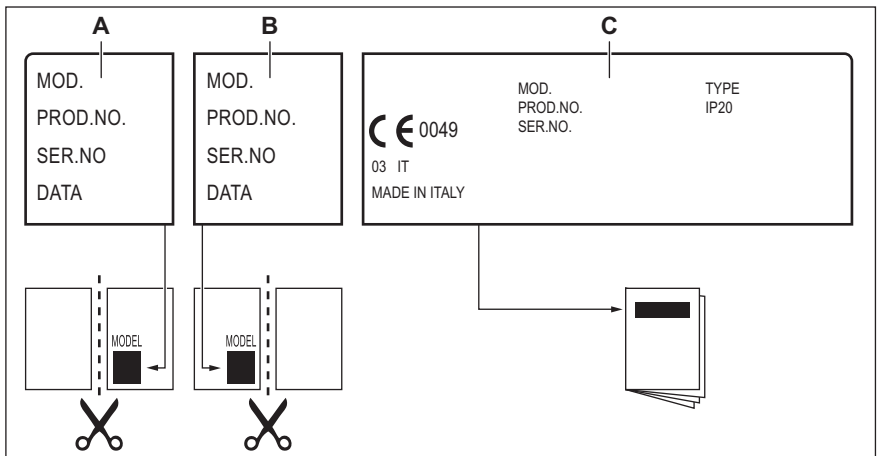 A
B
C
MOD.
PROD.NO.
SER.NO
DATA
MOD.
PROD.NO.
SER.NO
DATA
MOD.
PROD.NO.
SER.NO.
TYPE
IP20
CE 0049
03 IT
MADE IN ITALY
MODEL
MODEL